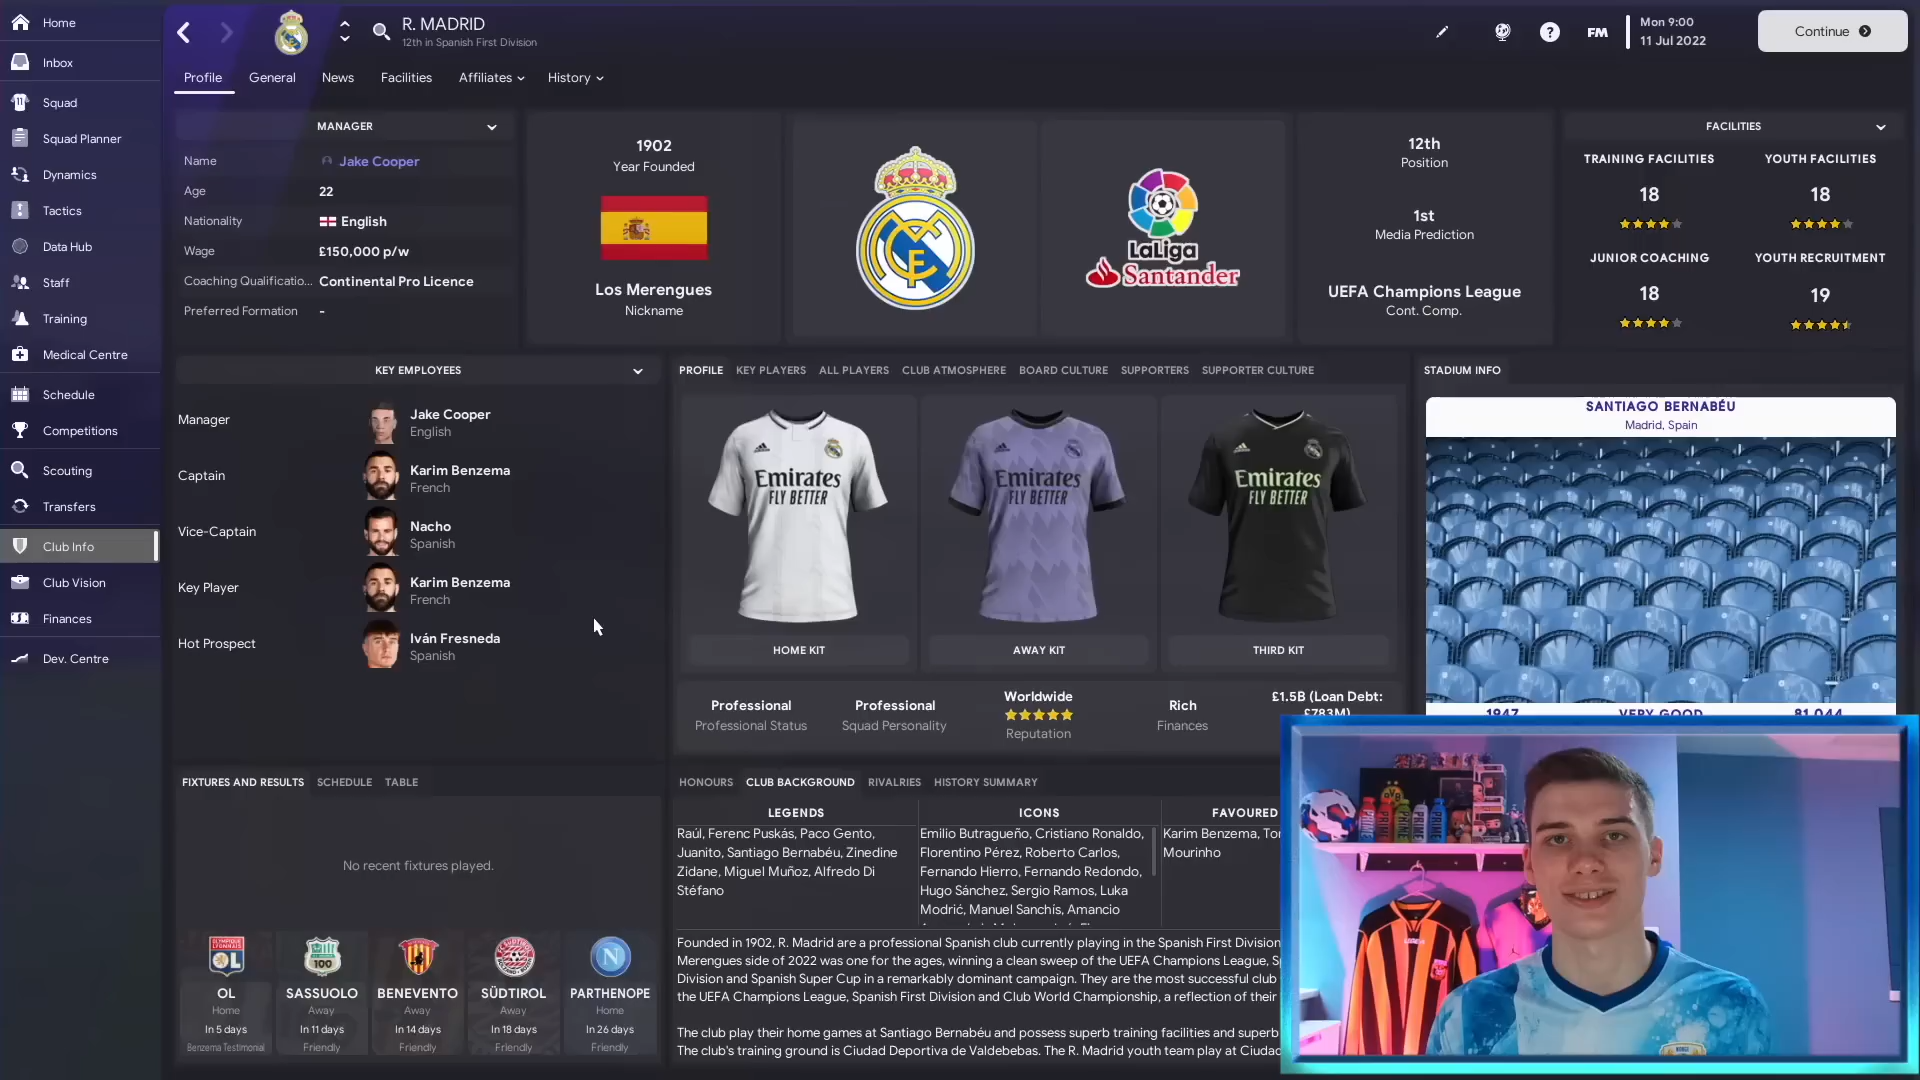 Home
Inbox
Squad
Squad Planner
Dynamics
Tactics
Data Hub
Staff
Training
Medical Centre
Schedule
Competitions
Scouting
Transfers
Club Info
Club Vision
Finances
Dev. Centre
R. MADRID
12th in Spanish First Division
FM
Mon 9:00
11 Jul 2022
Continue
Profile
General
News
Facilities
Affiliates
History
MANAGER
Name Jake Cooper
Age 22
Nationality English
Wage £150,000 p/w
Coaching Qualificatio... Continental Pro Licence
Preferred Formation -
1902
Year Founded
Los Merengues
Nickname
LaLiga
Santander
12th
Position
1st
Media Prediction
UEFA Champions League
Cont. Comp.
FACILITIES
TRAINING FACILITIES
18
YOUTH FACILITIES
18
JUNIOR COACHING
18
YOUTH RECRUITMENT
19
KEY EMPLOYEES
Manager
Jake Cooper
English
Captain
Karim Benzema
French
Vice-Captain
Nacho
Spanish
Key Player
Karim Benzema
French
Hot Prospect
Iván Fresneda
Spanish
PROFILE
KEY PLAYERS
ALL PLAYERS
CLUB ATMOSPHERE
BOARD CULTURE
SUPPORTERS
SUPPORTER CULTURE
Emirates
FLY BETTER
HOME KIT
Emirates
FLY BETTER
AWAY KIT
Emirates
FLY BETTER
THIRD KIT
Professional
Professional Status
Professional
Squad Personality
Worldwide
Reputation
Rich
Finances
£1.5B (Loan Debt:
£783M)
STADIUM INFO
SANTIAGO BERNABÉU
Madrid, Spain
1947
VERY GOOD
81,044
FIXTURES AND RESULTS
SCHEDULE
TABLE
No recent fixtures played.
OL
Home
In 5 days
Benzema Testimonial
100
SASSUOLO
Away
In 11 days
Friendly
BENEVENTO
Away
In 14 days
Friendly
SÜDTIROL
Away
In 18 days
Friendly
N
PARTHENOPE
Home
In 26 days
Friendly
HONOURS
CLUB BACKGROUND
RIVALRIES
HISTORY SUMMARY
LEGENDS
Raúl, Ferenc Puskás, Paco Gento,
Juanito, Santiago Bernabéu, Zinedine
Zidane, Miguel Muñoz, Alfredo Di
Stéfano
ICONS
Emilio Butragueño, Cristiano Ronaldo,
Florentino Pérez, Roberto Carlos,
Fernando Hierro, Fernando Redondo,
Hugo Sánchez, Sergio Ramos, Luka
Modrić, Manuel Sanchís, Amancio
FAVOURED
Karim Benzema,
Mourinho
Founded in 1902, R. Madrid are a professional Spanish club currently playing in the Spanish First Division
Merengues side of 2022 was one for the ages, winning a clean sweep of the UEFA Champions League,
Division and Spanish Super Cup in a remarkably dominant campaign. They are the most successful club
the UEFA Champions League, Spanish First Division and Club World Championship, a reflection of their
The club play their home games at Santiago Bernabéu and possess superb training facilities and superb
The club's training ground is Ciudad Deportiva de Valdebebas. The R. Madrid youth team play at Ciudad
BVB
09
PRIME
PRIME
PRIME
PRIME